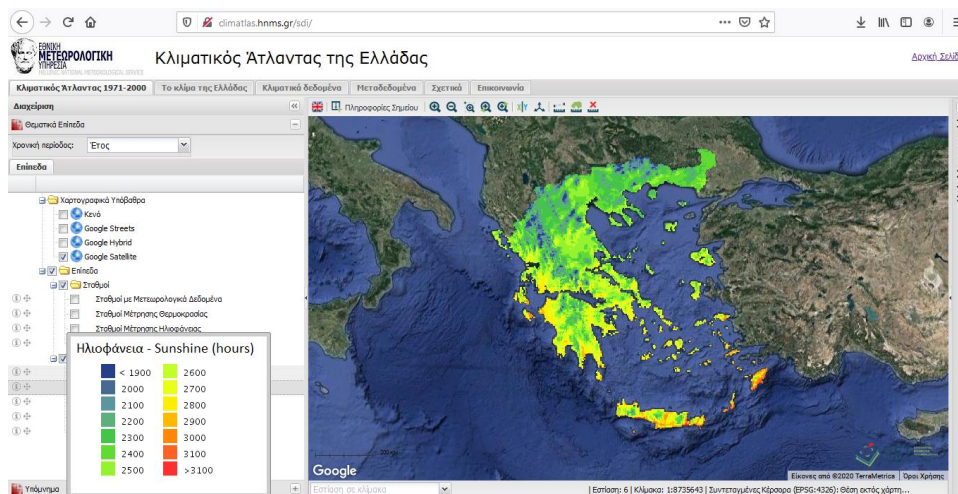 climatlas.hnms.gr/sdi/
ΕΘΝΙΚΗ
ΜΕΤΕΩΡΟΛΟΓΙΚΗ
ΥΠΗΡΕΣΙΑ
HELLENIC NATIONAL METEOROLOGICAL SERVICE
Κλιματικός Άτλαντας της Ελλάδας
Αρχική Σελίδ
Κλιματικός Άτλαντας 1971-2000 Το κλίμα της Ελλάδας Κλιματικά δεδομένα Μεταδεδομένα Σχετικά Επικοινωνία
Διαχείριση
Πληροφορίες Σημείου
Θεματικά Επίπεδα
Χρονική περίοδος: Έτος
Επίπεδα
Χαρτογραφικά Υπόβαθρα
Κενό
Google Streets
Google Hybrid
Google Satellite
Επίπεδα
Σταθμοί
Σταθμοί με Μετεωρολογικά Δεδομένα
Σταθμοί Μέτρησης Θερμοκρασίας
Σταθμοί Μέτρησης Ηλιοφάνειας
Ηλιοφάνεια - Sunshine (hours)
< 1900 2600
2000 2700
2100 2800
2200 2900
2300 3000
2400 3100
2500 >3100
Google
Εικόνες από ©2020 TerraMetrics Όροι Χρήσης
Υπόμνημα
Εστίαση σε κλίμακα
| Εστίαση: 6 | Κλίμακα: 1:8735643 | Συντεταγμένες Κέρσορα (EPSG:4326): Θέση εκτός χάρτη...